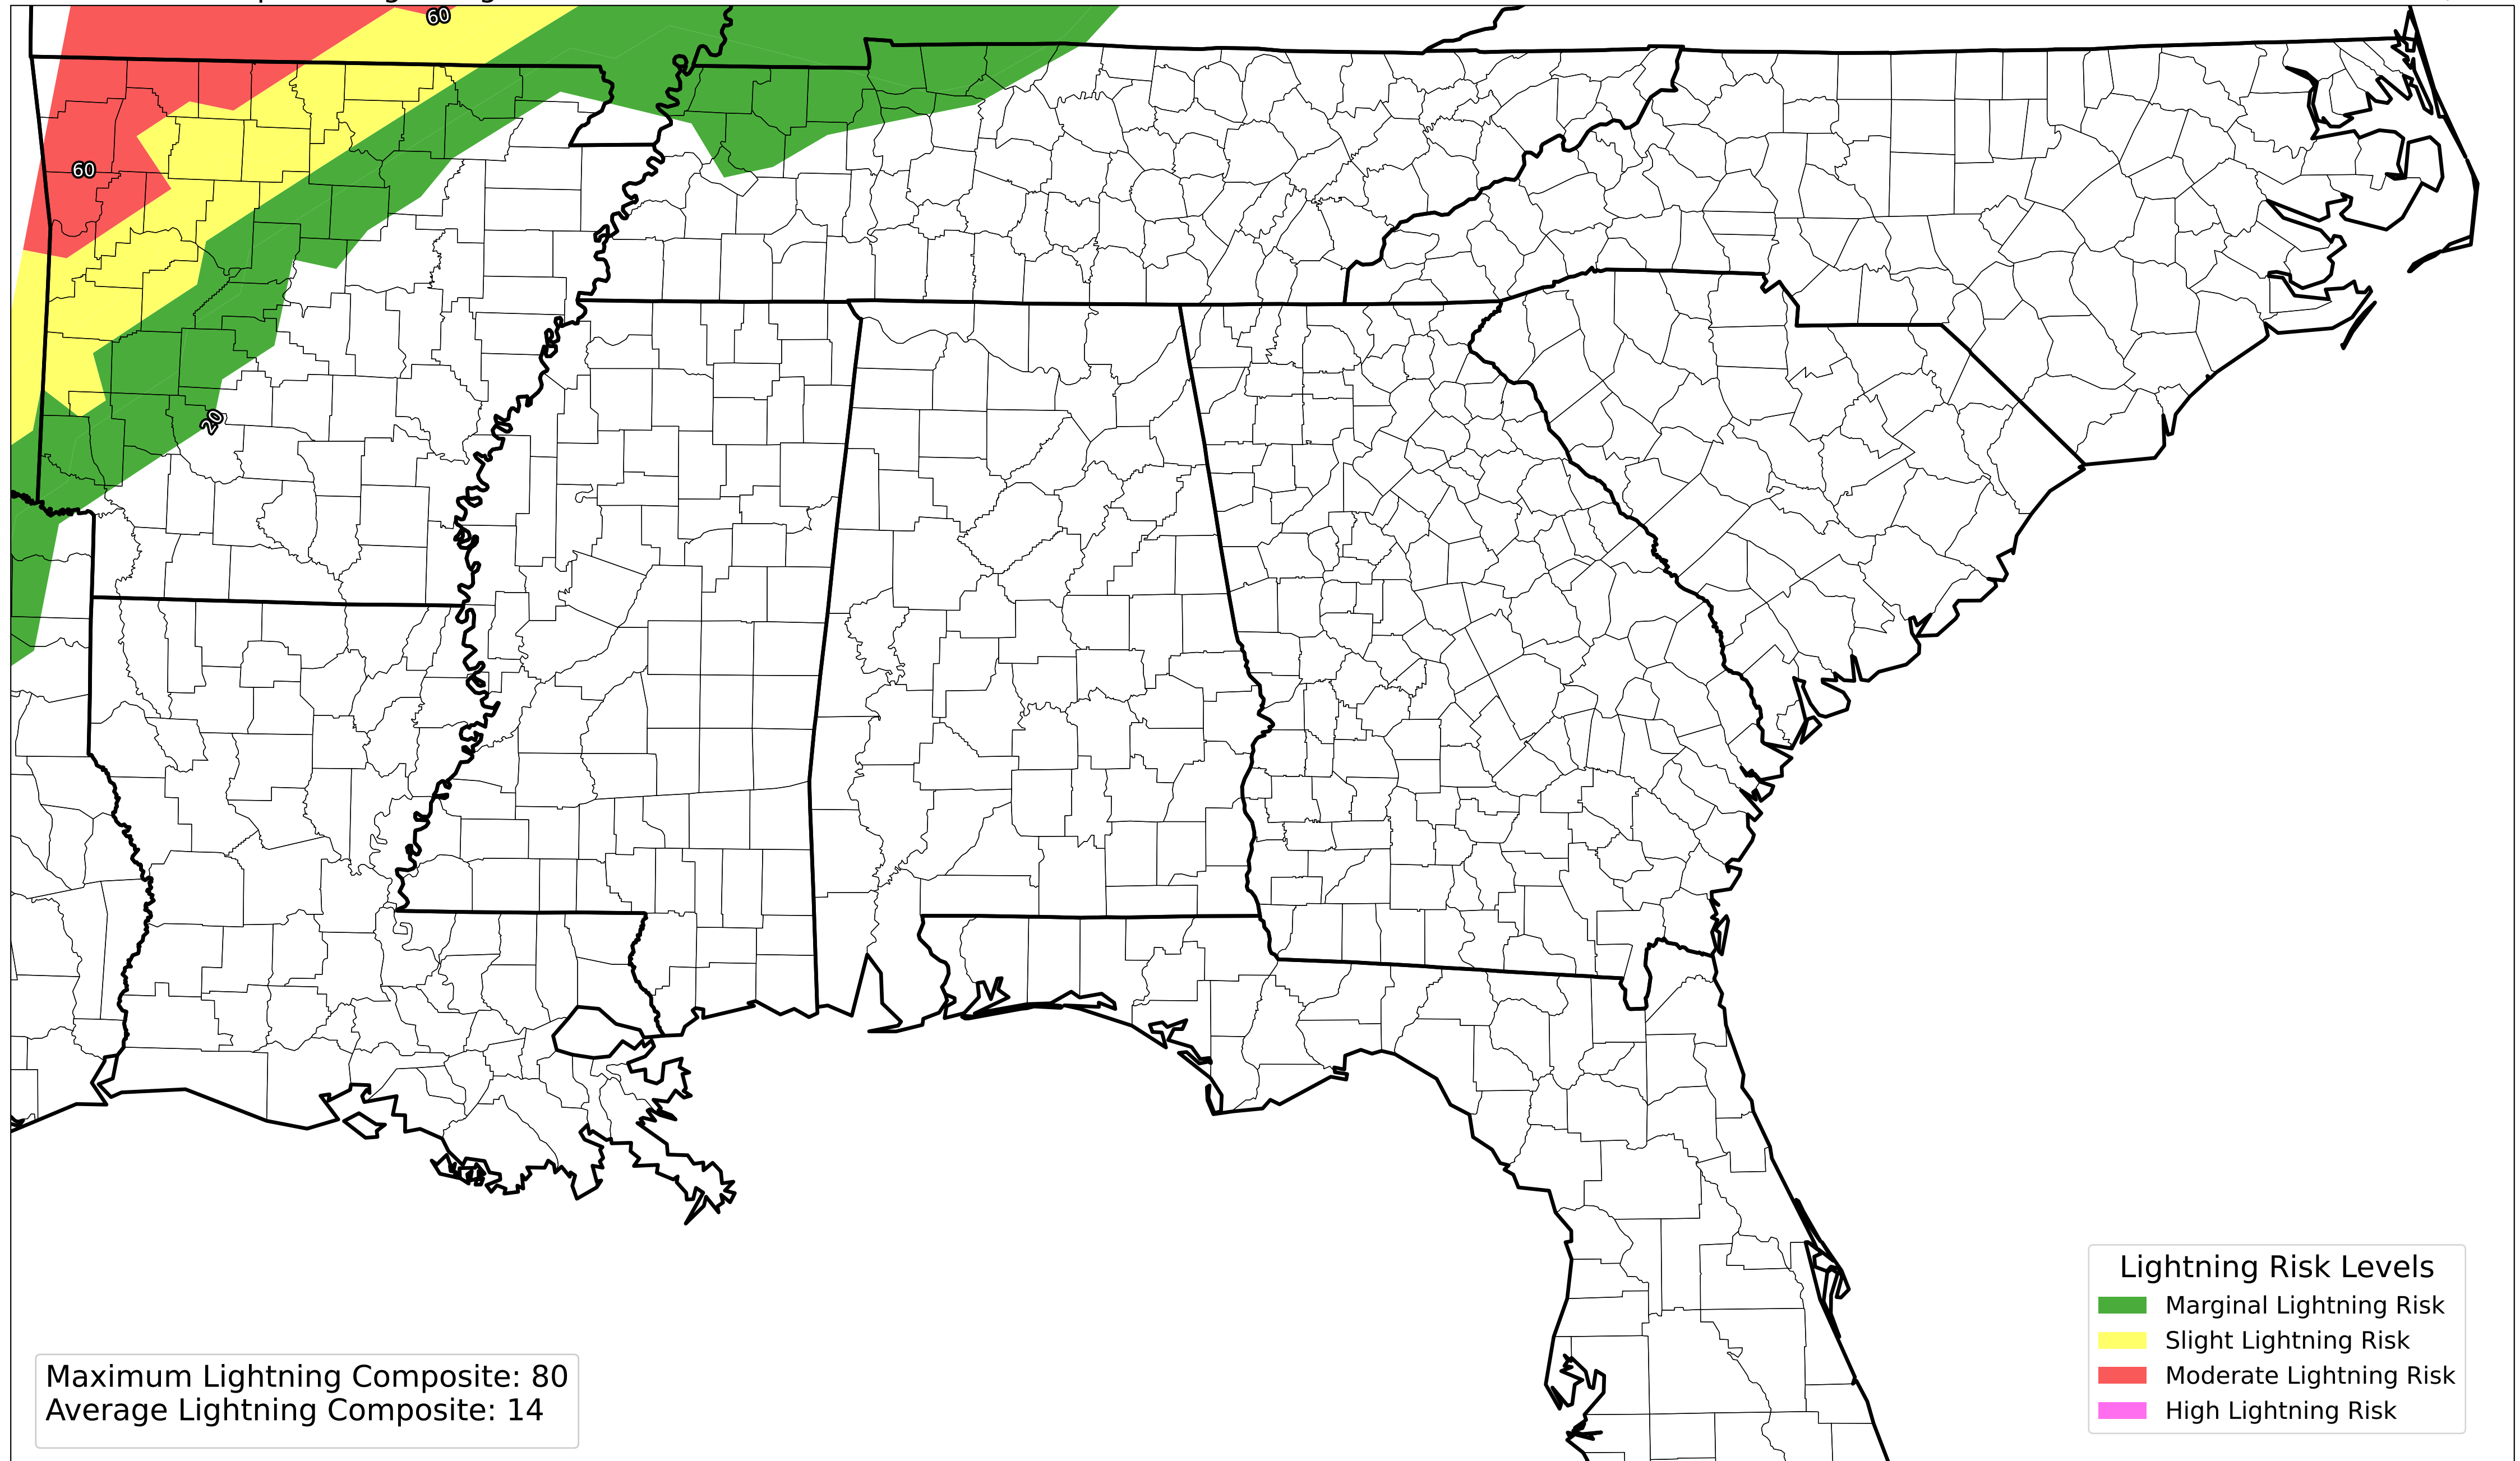 60
60
20
Lightning Risk Levels
Marginal Lightning Risk
Slight Lightning Risk
Moderate Lightning Risk
High Lightning Risk
Maximum Lightning Composite: 80
Average Lightning Composite: 14